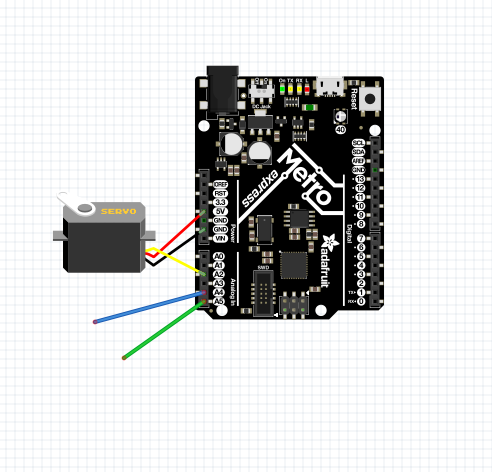 On TX RX L
DC Jack
Reset
SCL
SDA
AREF
GND
13
12
11
10
9
8
7
6
5
4
3
2
TX▸1
RX◂0
OREF
RST
3.3
5V
GND
GND
VIN
Power
A0
A1
A2
A3
A4
A5
Analog In
Digital
Metro
express
adafruit
SWD
SERVO